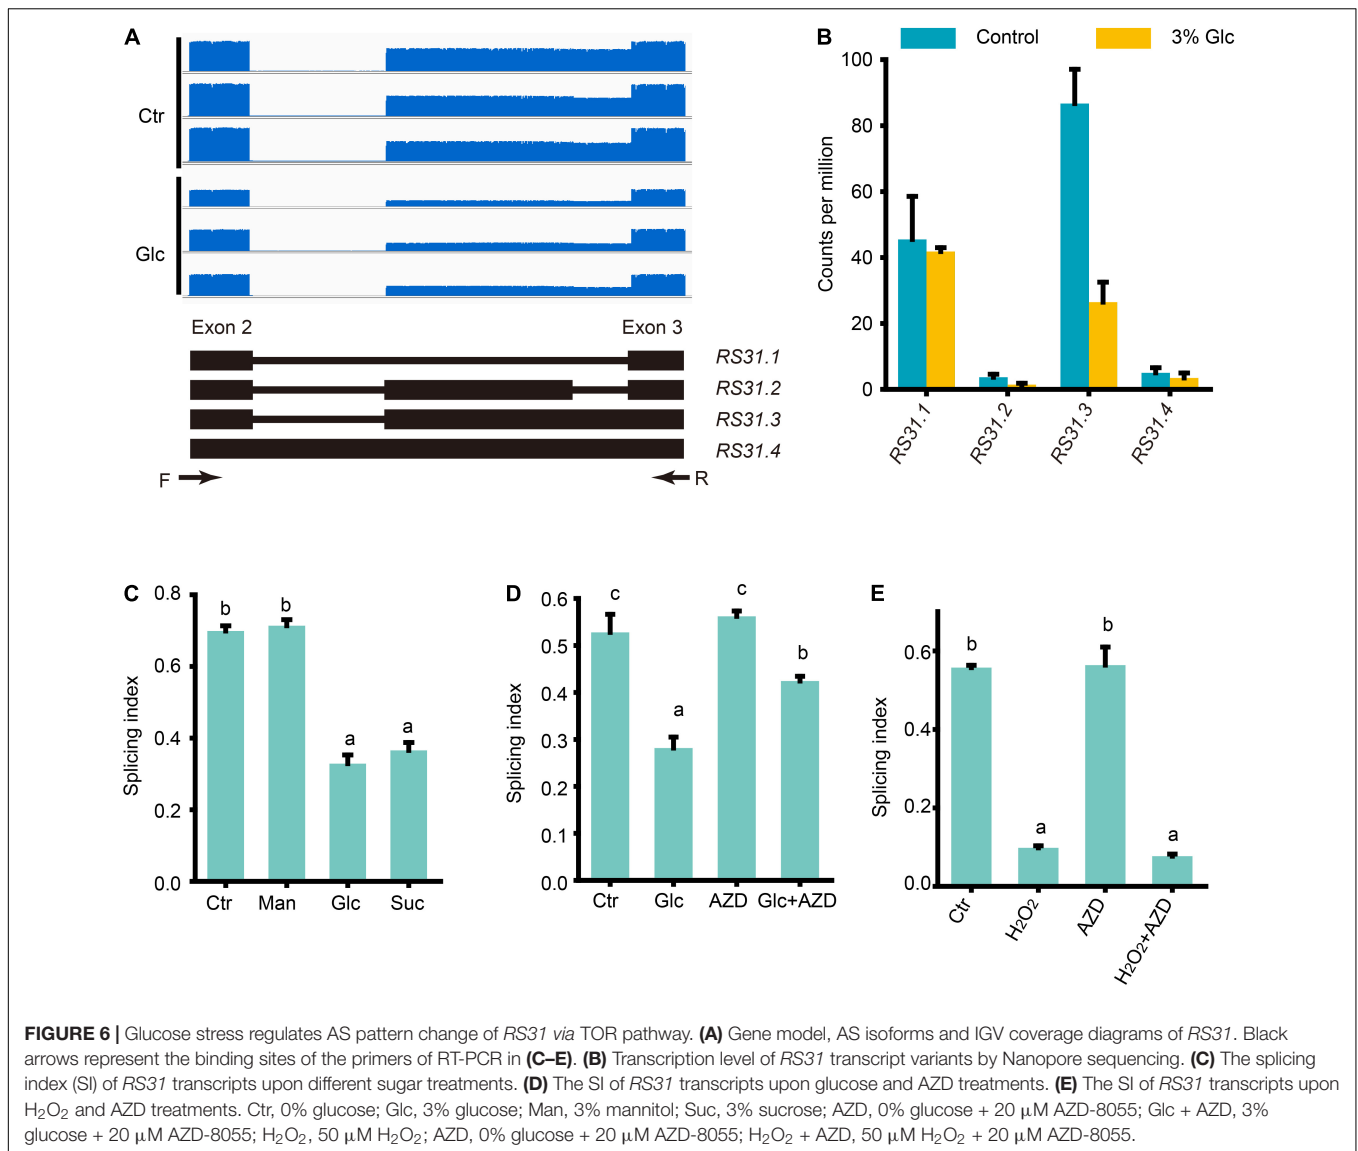 A
Ctr
Glc
Exon 2 Exon 3
RS31.1
RS31.2
RS31.3
RS31.4
F R
B
Control 3% Glc
Counts per million
100
80
60
40
20
0
RS31.1 RS31.2 RS31.3 RS31.4
C
Splicing index
0.8
0.6
0.4
0.2
0.0
b b a a
Ctr Man Glc Suc
D
Splicing index
0.6
0.5
0.4
0.3
0.2
0.1
0.0
c a c b
Ctr Glc AZD Glc+AZD
E
Splicing index
0.6
0.4
0.2
0.0
b a b a
Ctr H₂O₂ AZD H₂O₂+AZD
FIGURE 6 | Glucose stress regulates AS pattern change of RS31 via TOR pathway. (A) Gene model, AS isoforms and IGV coverage diagrams of RS31. Black
arrows represent the binding sites of the primers of RT-PCR in (C–E). (B) Transcription level of RS31 transcript variants by Nanopore sequencing. (C) The splicing
index (SI) of RS31 transcripts upon different sugar treatments. (D) The SI of RS31 transcripts upon glucose and AZD treatments. (E) The SI of RS31 transcripts upon
H₂O₂ and AZD treatments. Ctr, 0% glucose; Glc, 3% glucose; Man, 3% mannitol; Suc, 3% sucrose; AZD, 0% glucose + 20 μM AZD-8055; Glc + AZD, 3%
glucose + 20 μM AZD-8055; H₂O₂, 50 μM H₂O₂; AZD, 0% glucose + 20 μM AZD-8055; H₂O₂ + AZD, 50 μM H₂O₂ + 20 μM AZD-8055.